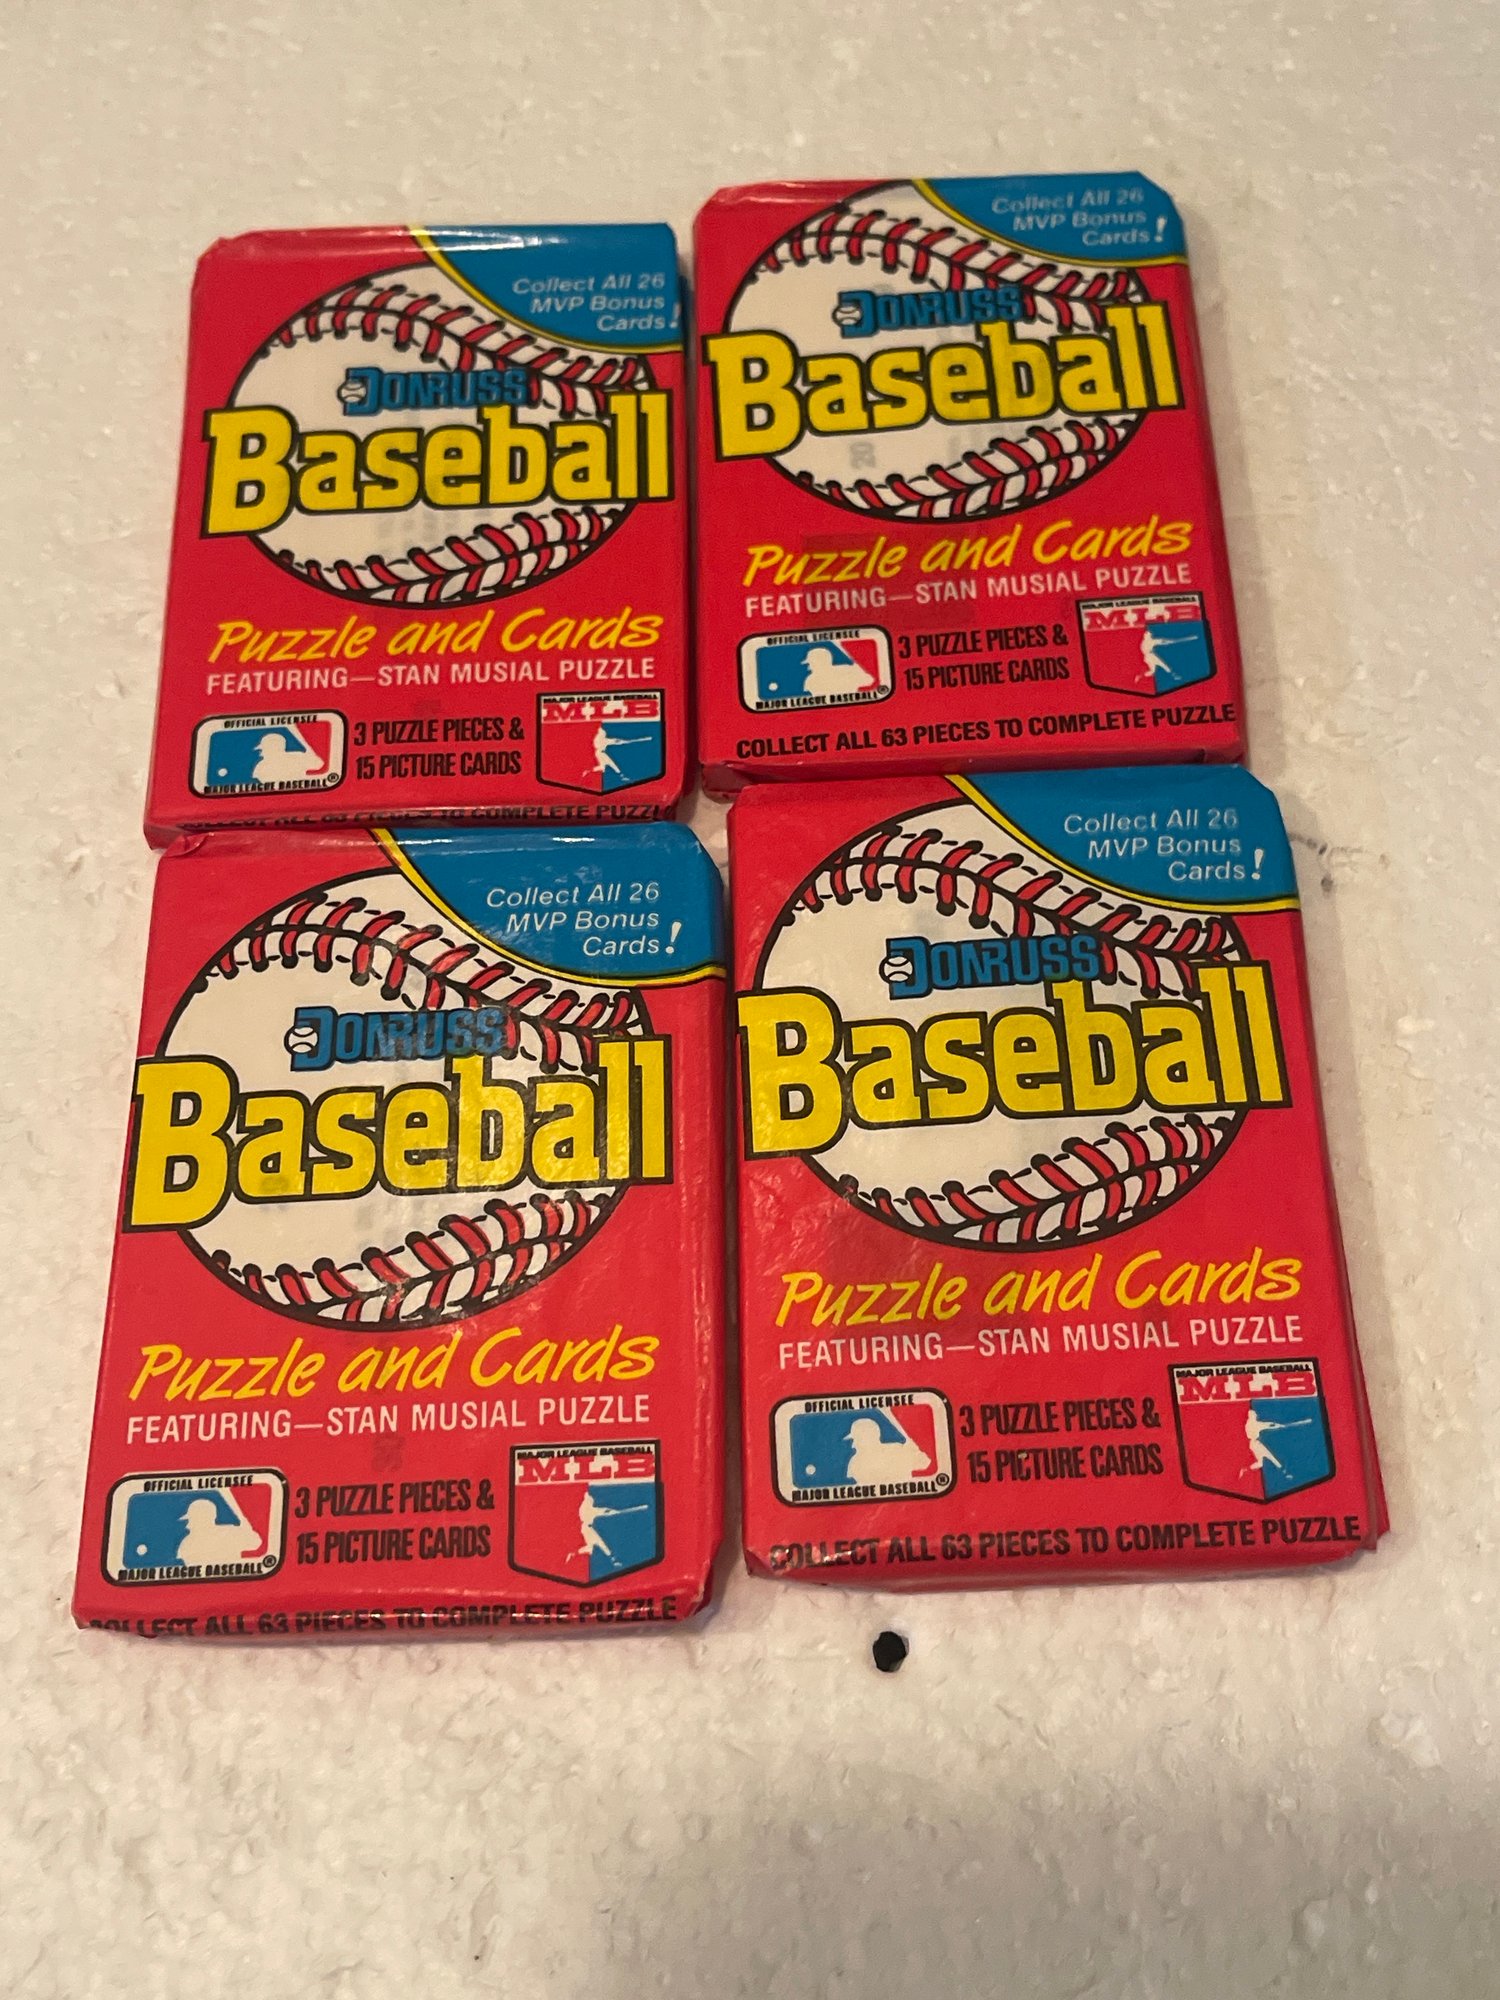 Collect All 26
MVP Bonus
Cards!
DONRUSS
Baseball
Puzzle and Cards
FEATURING—STAN MUSIAL PUZZLE
OFFICIAL LICENSEE
MAJOR LEAGUE BASEBALL®
3 PUZZLE PIECES &
15 PICTURE CARDS
MAJOR LEAGUE BASEBALL
MLB
COLLECT ALL 63 PIECES TO COMPLETE PUZZLE
Collect All 26
MVP Bonus
Cards!
DONRUSS
Baseball
Puzzle and Cards
FEATURING—STAN MUSIAL PUZZLE
OFFICIAL LICENSEE
MAJOR LEAGUE BASEBALL®
3 PUZZLE PIECES &
15 PICTURE CARDS
MAJOR LEAGUE BASEBALL
MLB
COLLECT ALL 63 PIECES TO COMPLETE PUZZLE
Collect All 26
MVP Bonus
Cards!
DONRUSS
Baseball
Puzzle and Cards
FEATURING—STAN MUSIAL PUZZLE
OFFICIAL LICENSEE
MAJOR LEAGUE BASEBALL®
3 PUZZLE PIECES &
15 PICTURE CARDS
MAJOR LEAGUE BASEBALL
MLB
COLLECT ALL 63 PIECES TO COMPLETE PUZZLE
Collect All 26
MVP Bonus
Cards!
DONRUSS
Baseball
Puzzle and Cards
FEATURING—STAN MUSIAL PUZZLE
OFFICIAL LICENSEE
MAJOR LEAGUE BASEBALL®
3 PUZZLE PIECES &
15 PICTURE CARDS
MAJOR LEAGUE BASEBALL
MLB
COLLECT ALL 63 PIECES TO COMPLETE PUZZLE